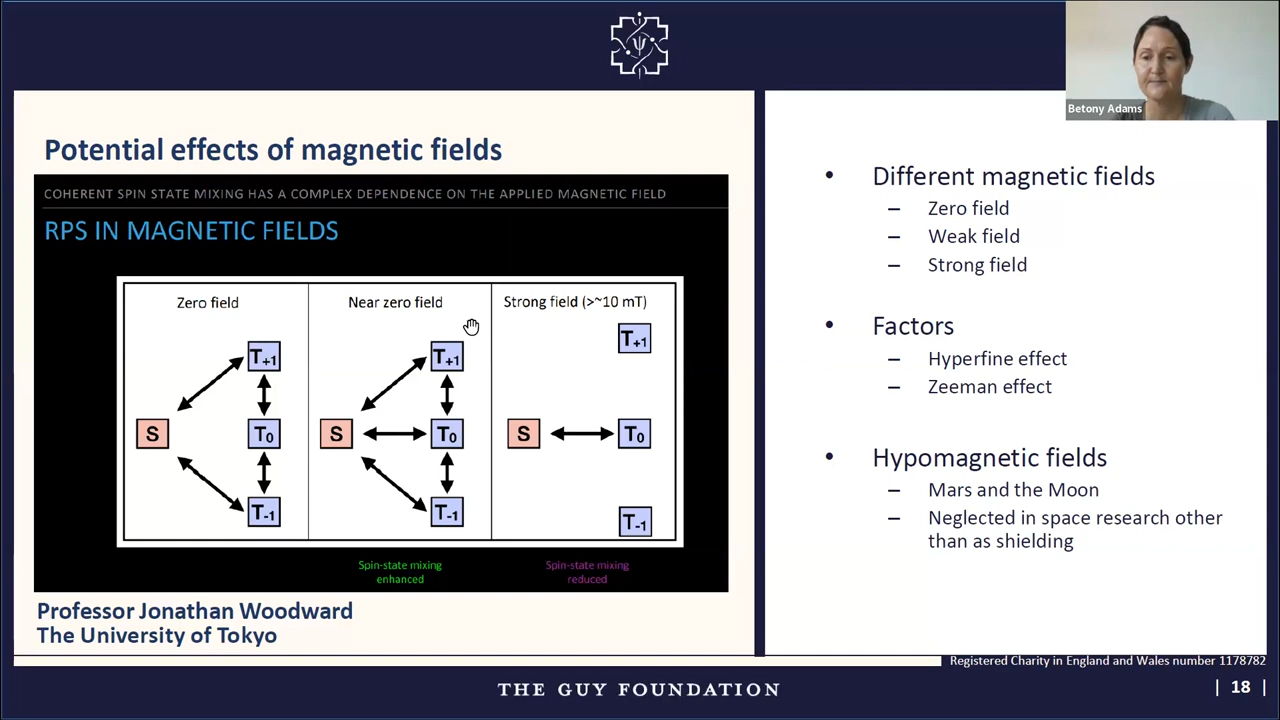 Betony Adams
Potential effects of magnetic fields
COHERENT SPIN STATE MIXING HAS A COMPLEX DEPENDENCE ON THE APPLIED MAGNETIC FIELD
RPS IN MAGNETIC FIELDS
Zero field
Near zero field
Strong field (>~10 mT)
T+1
T+1
T+1
S
T0
S
T0
S
T0
T-1
T-1
T-1
Spin-state mixing
enhanced
Spin-state mixing
reduced
Professor Jonathan Woodward
The University of Tokyo
• Different magnetic fields
– Zero field
– Weak field
– Strong field
• Factors
– Hyperfine effect
– Zeeman effect
• Hypomagnetic fields
– Mars and the Moon
– Neglected in space research other
than as shielding
Registered Charity in England and Wales number 1178782
THE GUY FOUNDATION
| 18 |